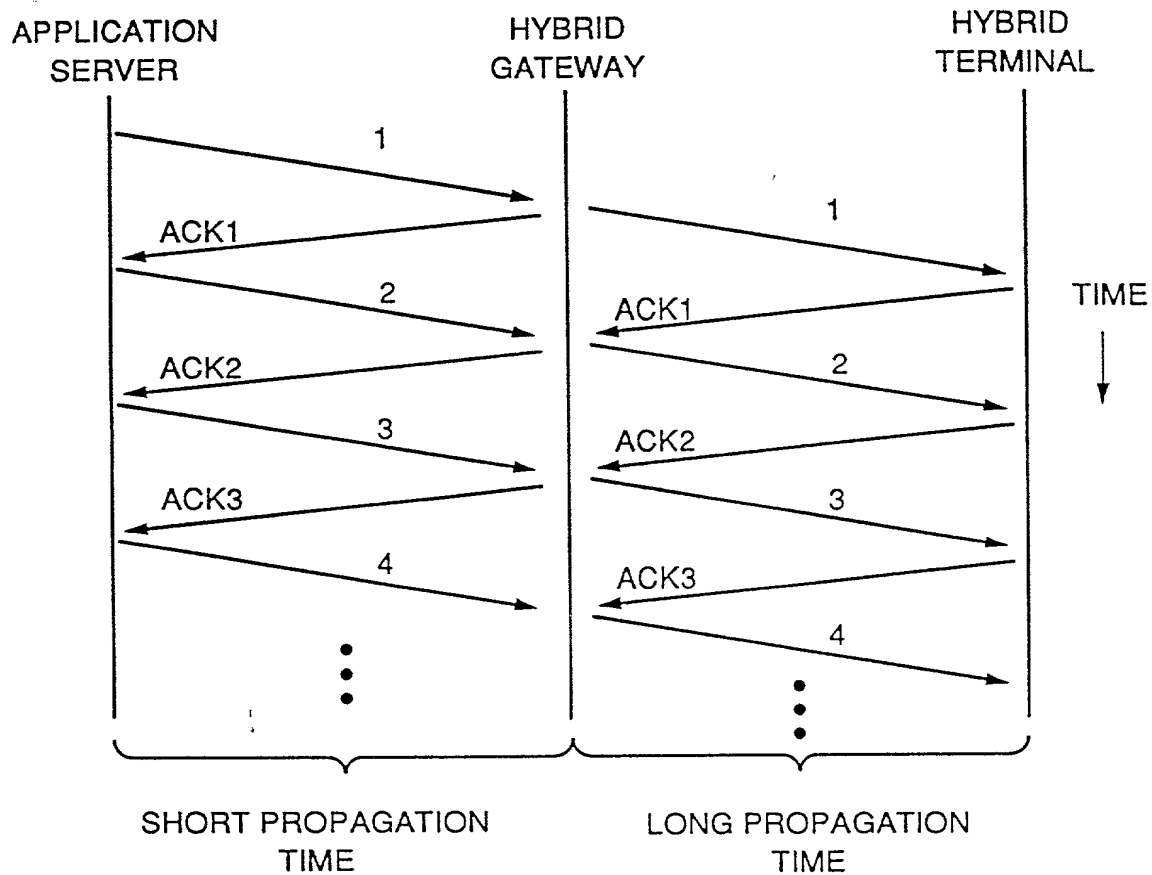 APPLICATION
SERVER
HYBRID
GATEWAY
HYBRID
TERMINAL
1
1
ACK1
2
ACK1
TIME
ACK2
2
3
ACK2
ACK3
3
4
ACK3
4
SHORT PROPAGATION
TIME
LONG PROPAGATION
TIME